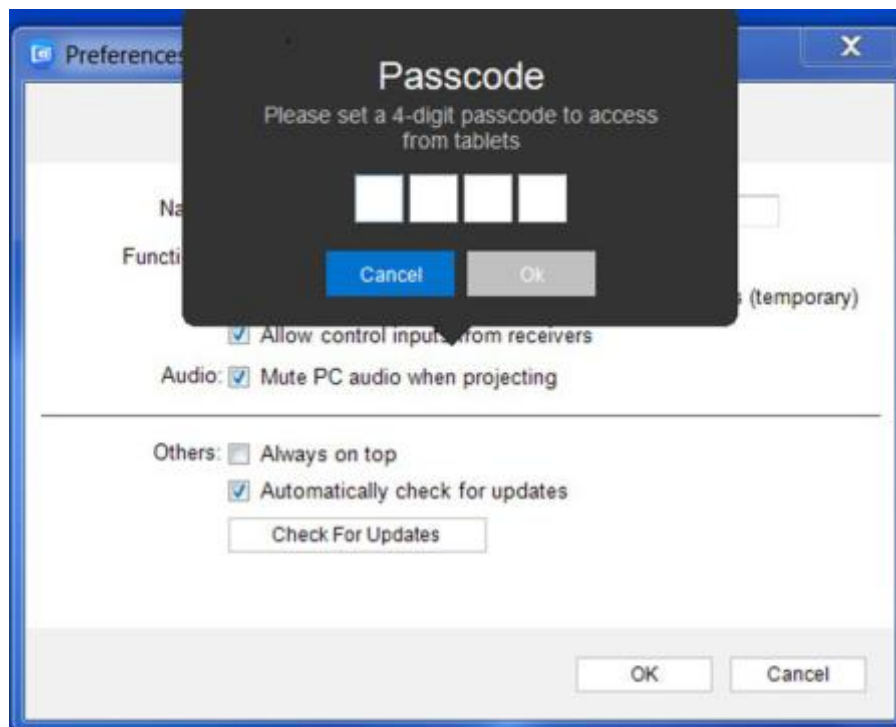 Preferences
X
Passcode
Please set a 4-digit passcode to access
from tablets
Na
Functi
Cancel
Ok
(temporary)
Allow control inputs from receivers
Audio: Mute PC audio when projecting
Others: Always on top
Automatically check for updates
Check For Updates
OK
Cancel